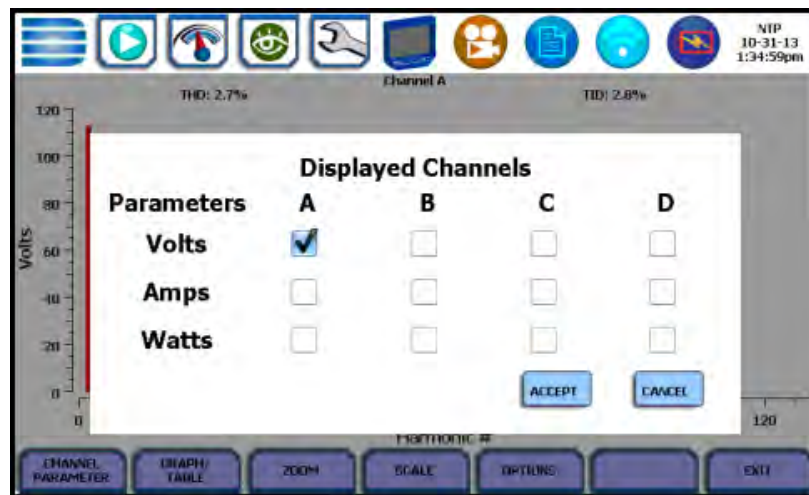 NTP
10-31-13
1:34:59pm
Channel A
THD: 2.7%
TID: 2.8%
120
100
80
60
40
20
0
Volts
Displayed Channels
Parameters A B C D
Volts
Amps
Watts
ACCEPT CANCEL
0 120
Harmonic #
CHANNEL PARAMETER
GRAPH/ TABLE
ZOOM
SCALE
OPTIONS
EXIT